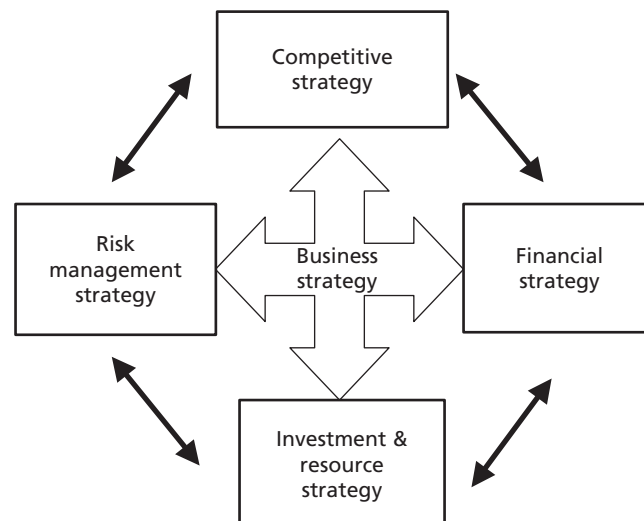 Competitive
strategy
Risk
management
strategy
Business
strategy
Financial
strategy
Investment &
resource
strategy